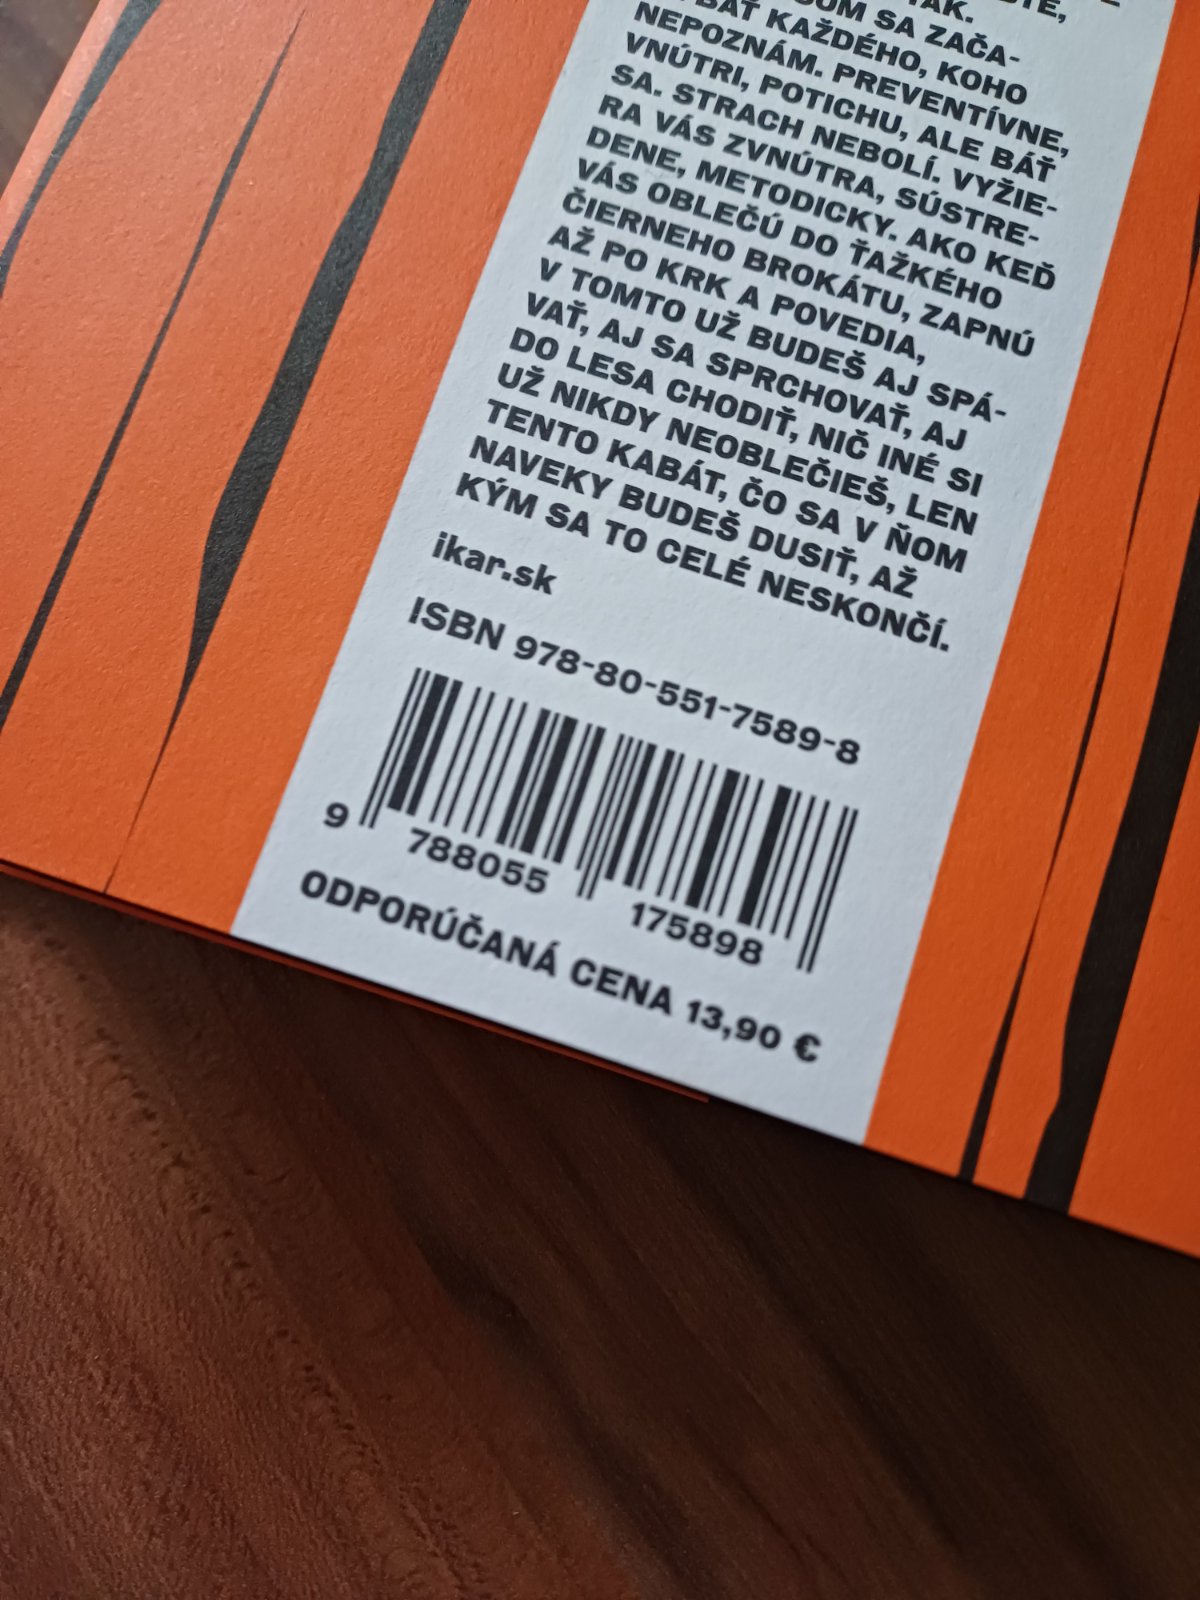 TAK.
SOM SA ZAČA-
BÁŤ KAŽDÉHO, KOHO
NEPOZNÁM. PREVENTÍVNE,
VNÚTRI, POTICHU, ALE BÁŤ
SA. STRACH NEBOLÍ. VYŽIE-
RA VÁS ZVNÚTRA, SÚSTRE-
DENE, METODICKY. AKO KEĎ
VÁS OBLEČÚ DO ŤAŽKÉHO
ČIERNEHO BROKÁTU, ZAPNÚ
AŽ PO KRK A POVEDIA,
V TOMTO UŽ BUDEŠ AJ SPÁ-
VAŤ, AJ SA SPRCHOVAŤ, AJ
DO LESA CHODIŤ, NIČ INÉ SI
UŽ NIKDY NEOBLEČIEŠ, LEN
TENTO KABÁT, ČO SA V ŇOM
NAVEKY BUDEŠ DUSIŤ, AŽ
KÝM SA TO CELÉ NESKONČÍ.
ikar.sk
ISBN 978-80-551-7589-8
9 788055 175898
ODPORÚČANÁ CENA 13,90 €